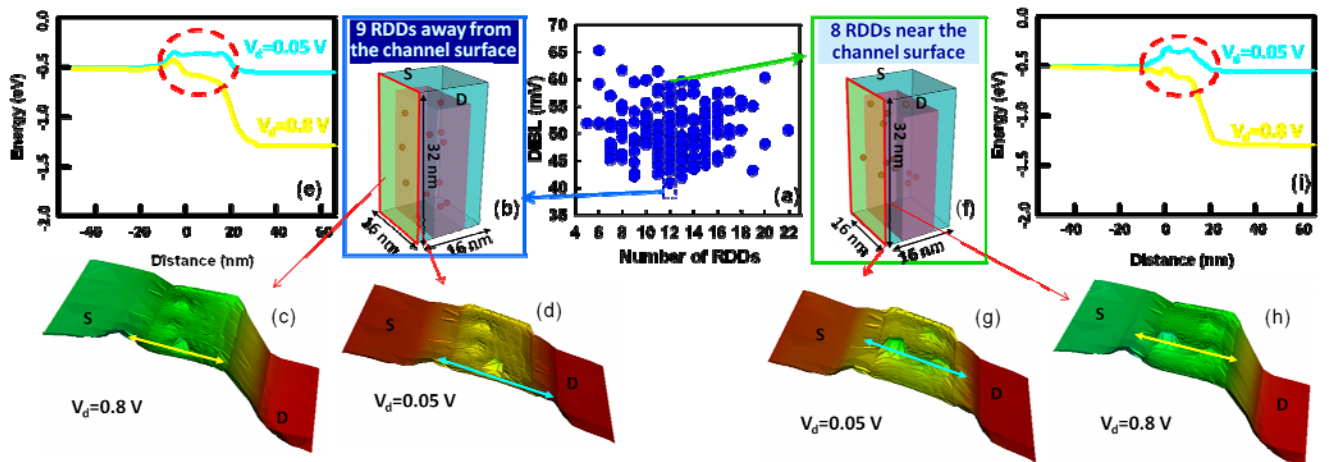 0.0
-0.5
-1.0
-1.5
-2.0
Energy (eV)
V_d=0.05 V
V_d=0.8 V
(e)
-40 -20 0 20 40 60
Distance (nm)
9 RDDs away from
the channel surface
S
D
32 nm
16 nm
16 nm
(b)
70
65
60
55
50
45
40
35
DIBL (mV)
(a)
4 6 8 10 12 14 16 18 20 22
Number of RDDs
8 RDDs near the
channel surface
S
D
32 nm
16 nm
16 nm
(f)
0.0
-0.5
-1.0
-1.5
-2.0
Energy (eV)
V_d=0.05 V
V_d=0.8 V
(i)
-40 -20 0 20 40 60
Distance (nm)
S
(c)
D
V_d=0.8 V
S
(d)
D
V_d=0.05 V
S
(g)
D
V_d=0.05 V
S
(h)
D
V_d=0.8 V